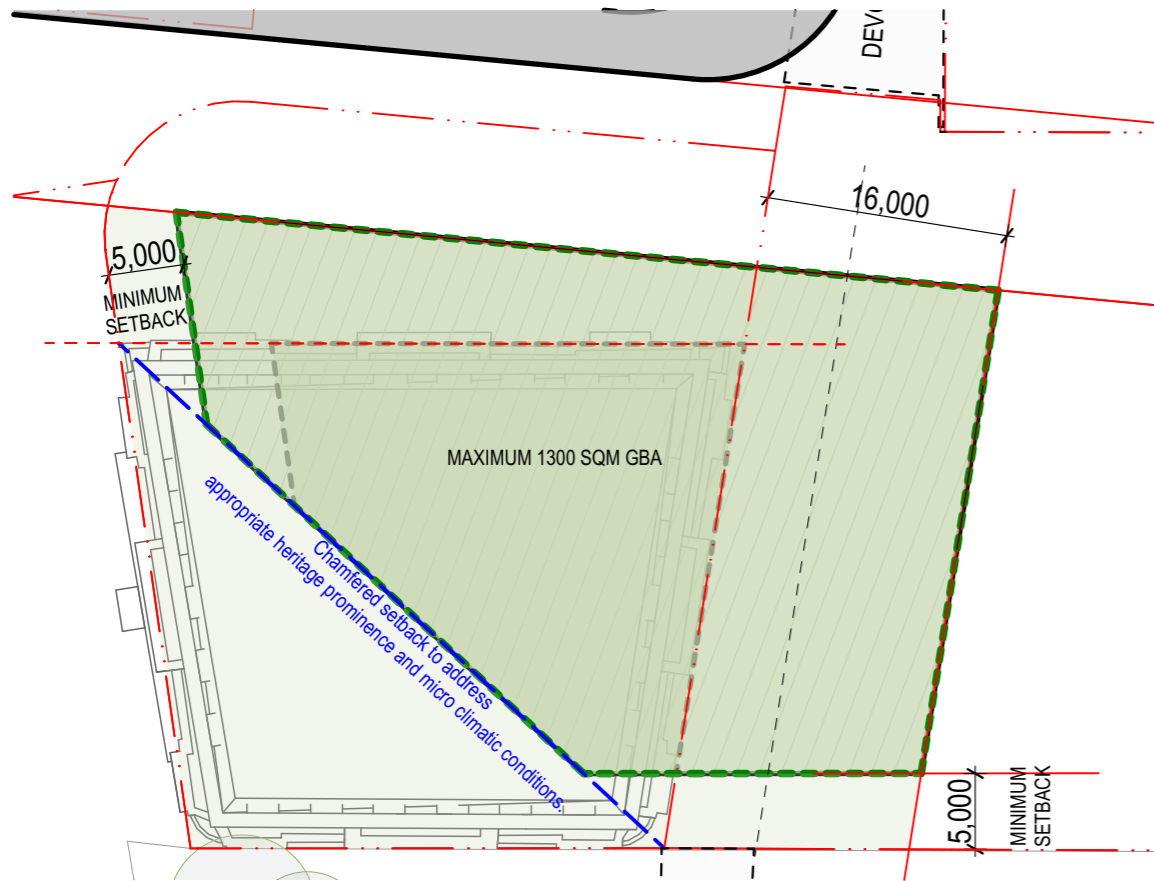 DEVO
16,000
5,000
MINIMUM
SETBACK
MAXIMUM 1300 SQM GBA
Chamfered setback to address
appropriate heritage prominence and micro climatic conditions.
5,000
MINIMUM
SETBACK